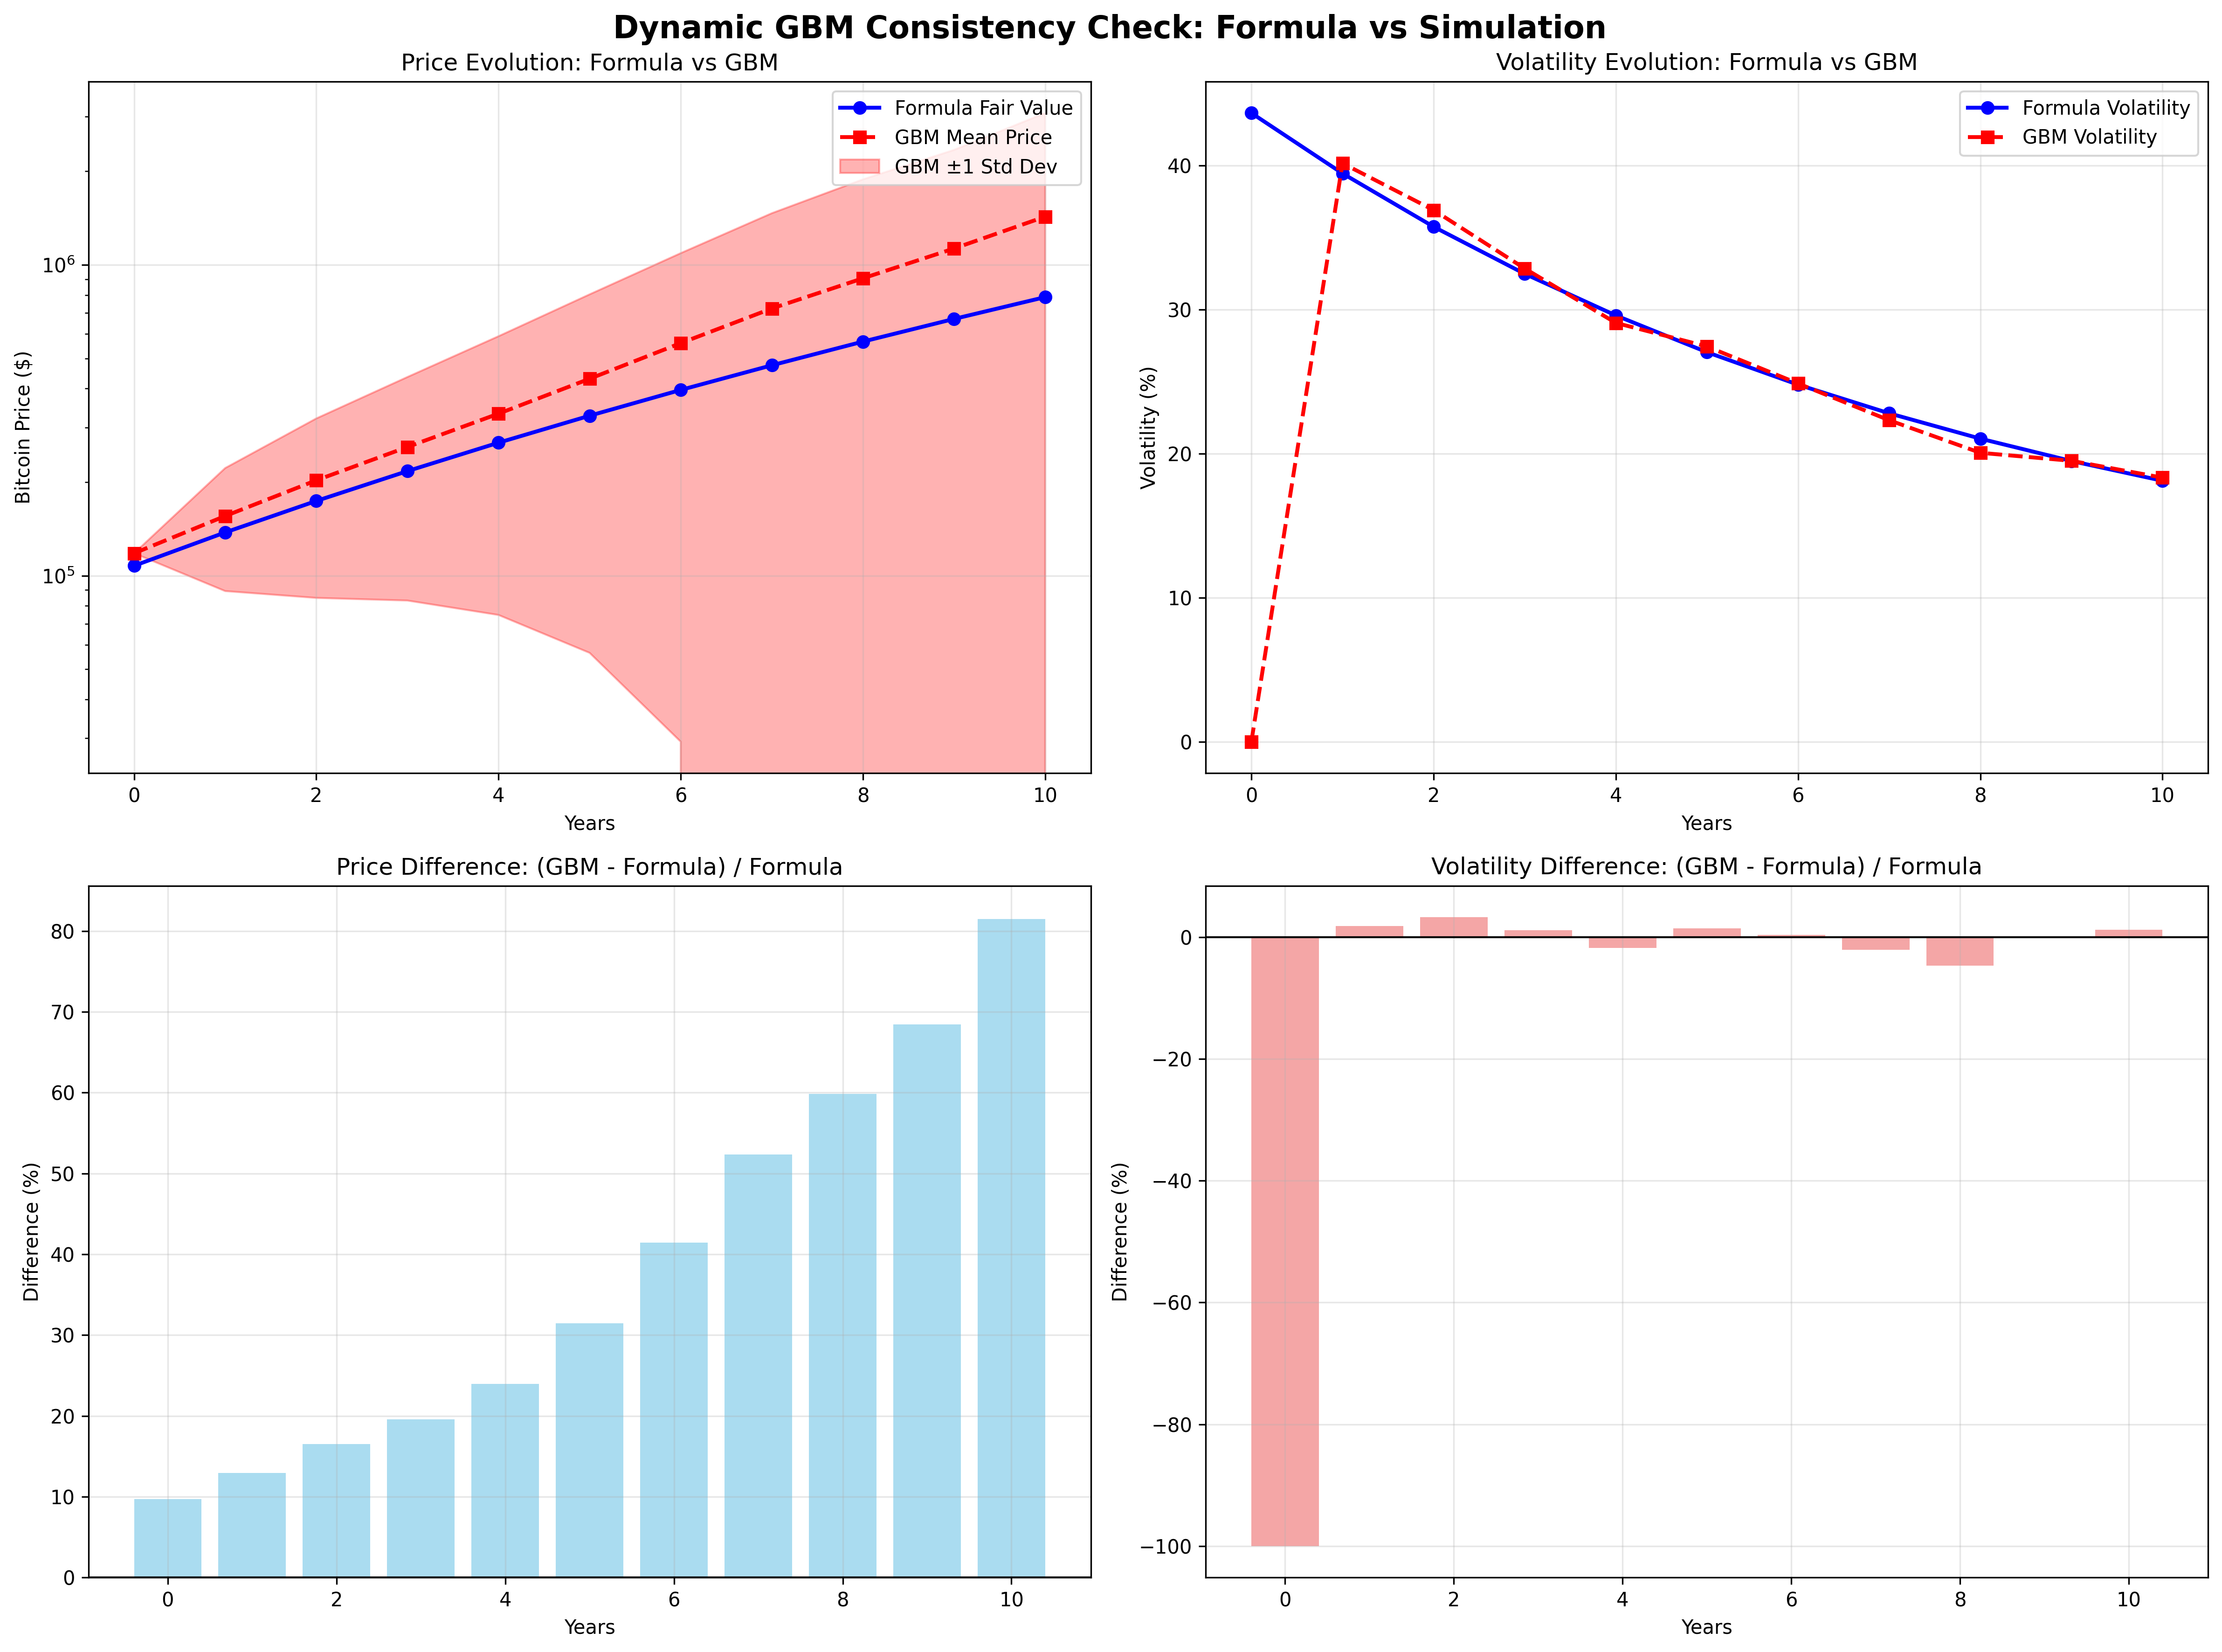 Dynamic GBM Consistency Check: Formula vs Simulation
Price Evolution: Formula vs GBM
Formula Fair Value
GBM Mean Price
GBM ±1 Std Dev
10⁶
10⁵
Bitcoin Price ($)
0 2 4 6 8 10
Years
Volatility Evolution: Formula vs GBM
Formula Volatility
GBM Volatility
40
30
20
10
0
Volatility (%)
0 2 4 6 8 10
Years
Price Difference: (GBM - Formula) / Formula
80
70
60
50
40
30
20
10
0
Difference (%)
0 2 4 6 8 10
Years
Volatility Difference: (GBM - Formula) / Formula
0
−20
−40
−60
−80
−100
Difference (%)
0 2 4 6 8 10
Years